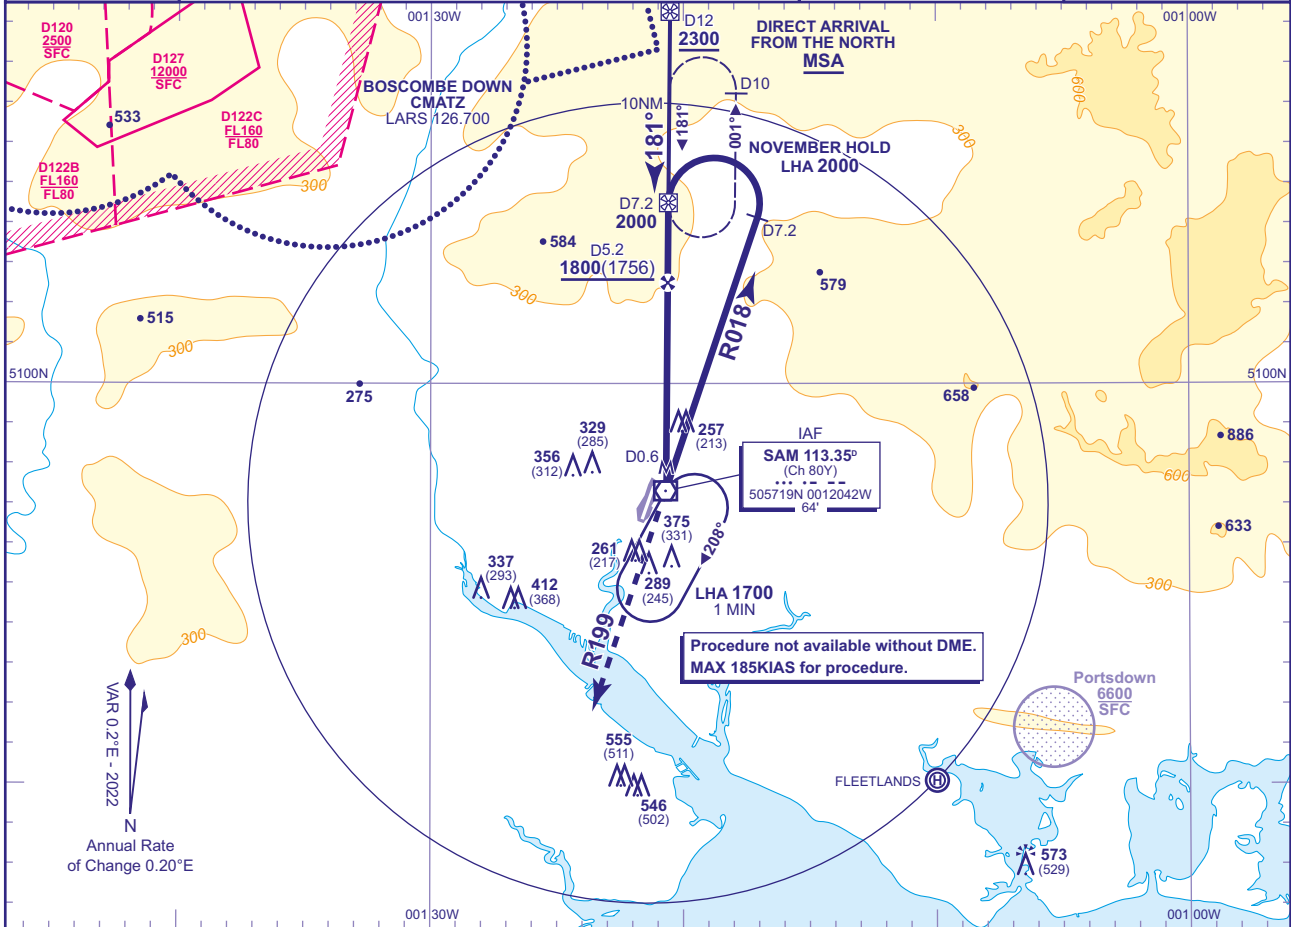 001:30W
001:00W
D120
2500
SFC
D127
12000
SFC
D12
2300
DIRECT ARRIVAL
FROM THE NORTH
MSA
BOSCOMBE DOWN
CMATZ
LARS 126.700
D10
600
10NM
533
D122C
FL160
FL80
181°
181°
001°
NOVEMBER HOLD
LHA 2000
300
D122B
FL160
FL80
300
D7.2
2000
D7.2
584
D5.2
1800(1756)
579
300
515
300
R018
5100N
5100N
275
658
329
(285)
257
(213)
IAF
886
356
(312)
D0.6
SAM 113.35D
(Ch 80Y)
505719N 0012042W
64'
600
375
(331)
208°
633
261
(217)
337
(293)
412
(368)
289
(245)
LHA 1700
1 MIN
300
300
R199
Procedure not available without DME.
MAX 185KIAS for procedure.
Portsdown
6600
SFC
VAR 0.2°E - 2022
N
Annual Rate
of Change 0.20°E
555
(511)
546
(502)
FLEETLANDS
H
573
(529)
001:30W
001:00W